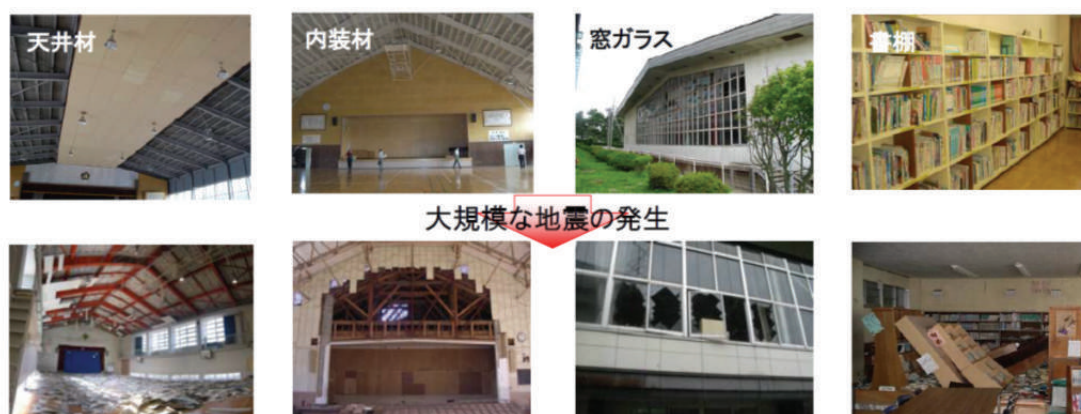 天井材
内装材
窓ガラス
書棚
大規模な地震の発生